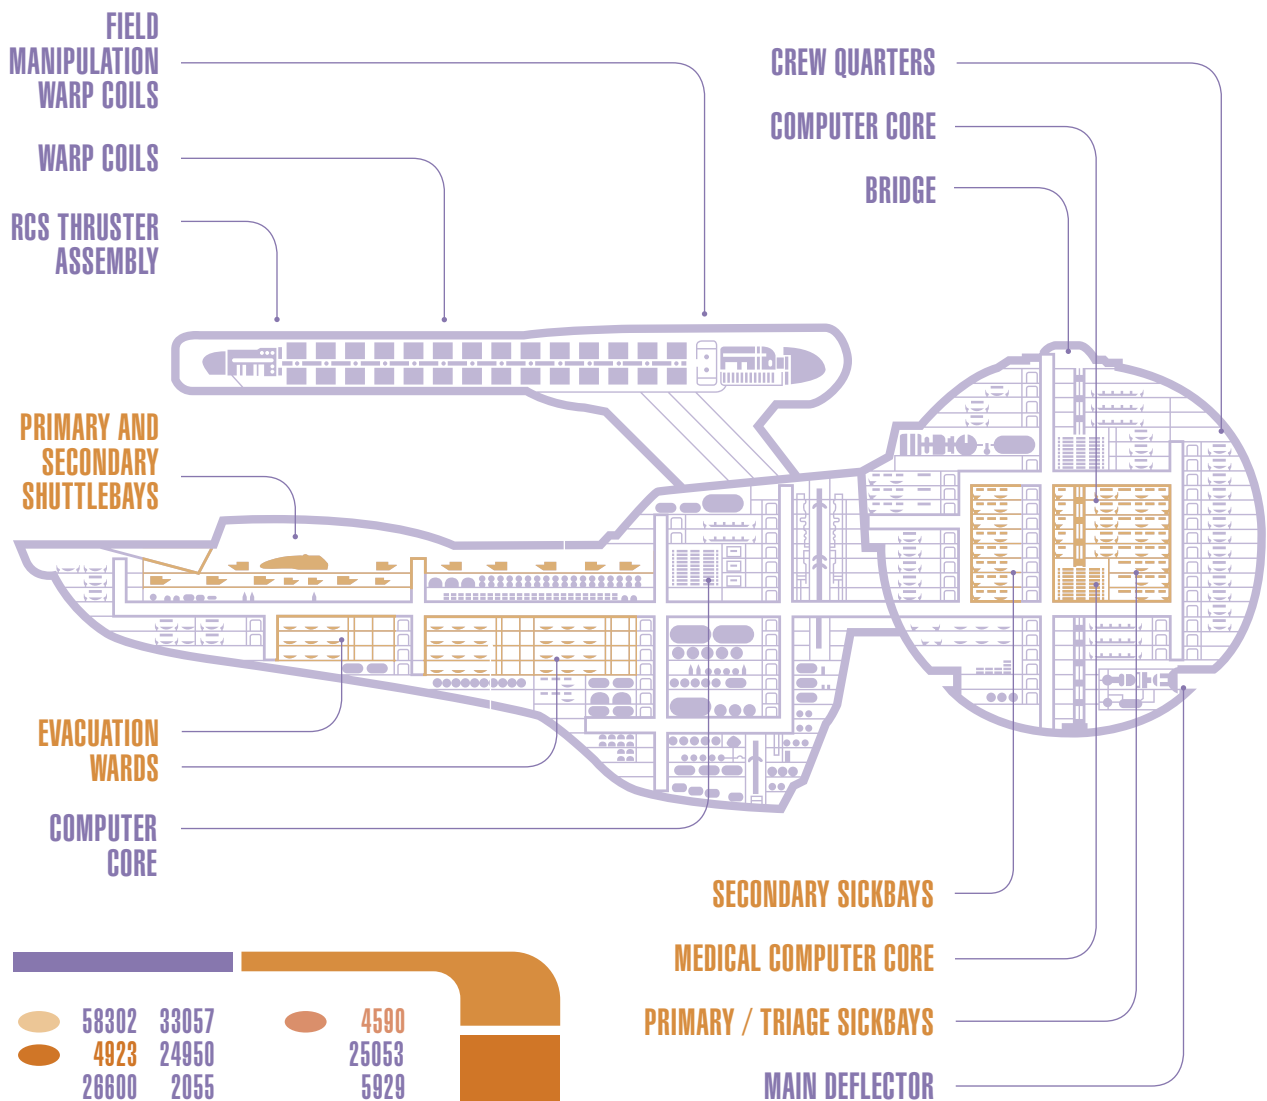 FIELD
MANIPULATION
WARP COILS
WARP COILS
RCS THRUSTER
ASSEMBLY
CREW QUARTERS
COMPUTER CORE
BRIDGE
PRIMARY AND
SECONDARY
SHUTTLEBAYS
EVACUATION
WARDS
COMPUTER
CORE
SECONDARY SICKBAYS
MEDICAL COMPUTER CORE
PRIMARY / TRIAGE SICKBAYS
MAIN DEFLECTOR
58302 33057 4590
4923 24950 25053
26600 2055 5929